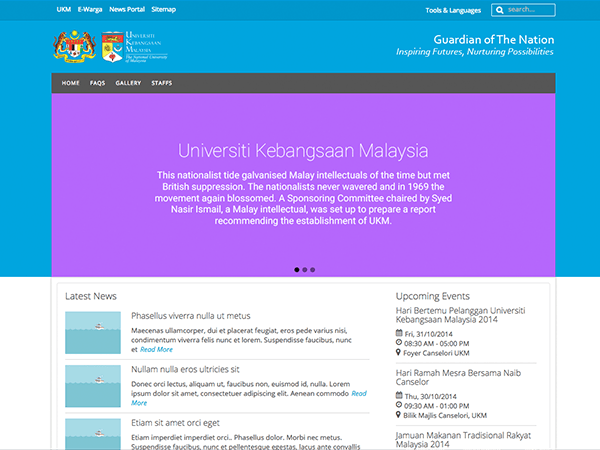 UKM E-Warga News Portal Sitemap
Tools & Languages
search...
UNIVERSITI
KEBANGSAAN
MALAYSIA
The National University
of Malaysia
Guardian of The Nation
Inspiring Futures, Nurturing Possibilities
HOME FAQS GALLERY STAFFS
Universiti Kebangsaan Malaysia
This nationalist tide galvanised Malay intellectuals of the time but met
British suppression. The nationalists never wavered and in 1969 the
movement again blossomed. A Sponsoring Committee chaired by Syed
Nasir Ismail, a Malay intellectual, was set up to prepare a report
recommending the establishment of UKM.
Latest News
Phasellus viverra nulla ut metus
Maecenas ullamcorper, dui et placerat feugiat, eros pede varius nisi,
condimentum viverra felis nunc et lorem. Suspendisse faucibus, nunc
et Read More
Nullam nulla eros ultricies sit
Donec orci lectus, aliquam ut, faucibus non, euismod id, nulla. Lorem
ipsum dolor sit amet, consectetuer adipiscing elit. Aenean commodo Read
More
Etiam sit amet orci eget
Etiam imperdiet imperdiet orci.. Phasellus dolor. Morbi nec metus.
Suspendisse faucibus, nunc et pellentesque egestas, lacus ante convallis
Upcoming Events
Hari Bertemu Pelanggan Universiti
Kebangsaan Malaysia 2014
Fri, 31/10/2014
08:30 AM - 05:00 PM
Foyer Canselori UKM
Hari Ramah Mesra Bersama Naib
Canselor
Thu, 30/10/2014
09:30 AM - 01:00 PM
Bilik Majlis Canselori, UKM
Jamuan Makanan Tradisional Rakyat
Malaysia 2014